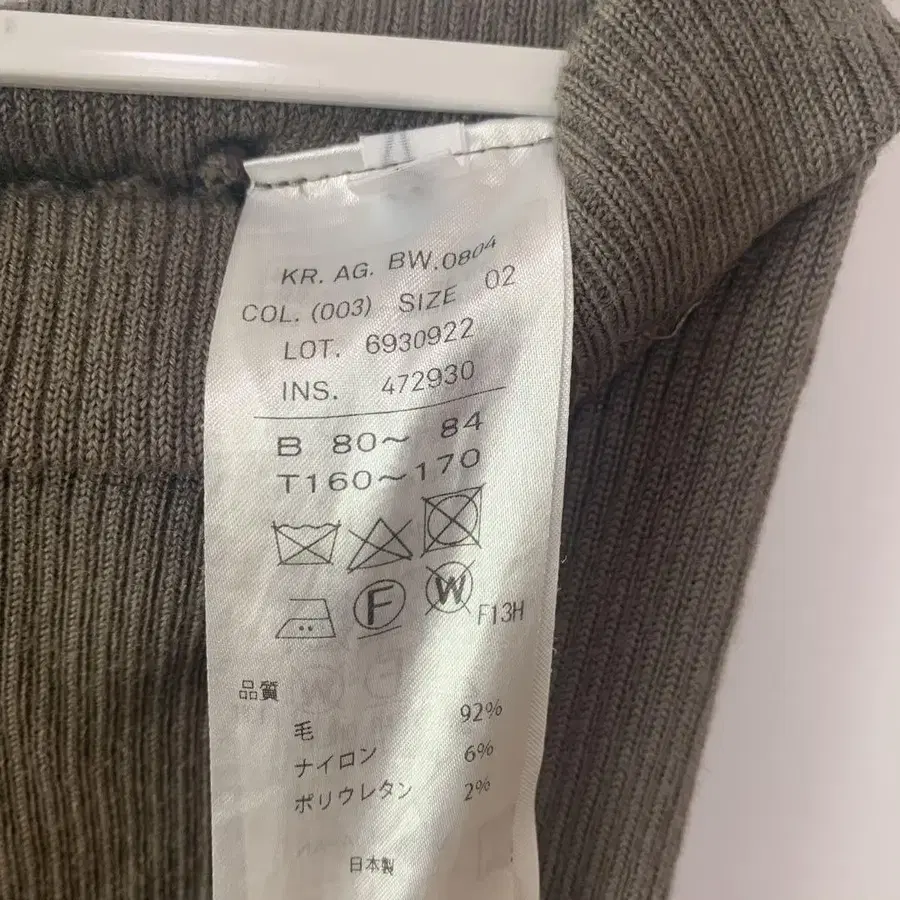 KR. AG. BW.0804
COL. (003) SIZE 02
LOT. 6930922
INS. 472930
B 80～ 84
T160～170
F W F13H
品質
毛 92%
ナイロン 6%
ポリウレタン 2%
日本製